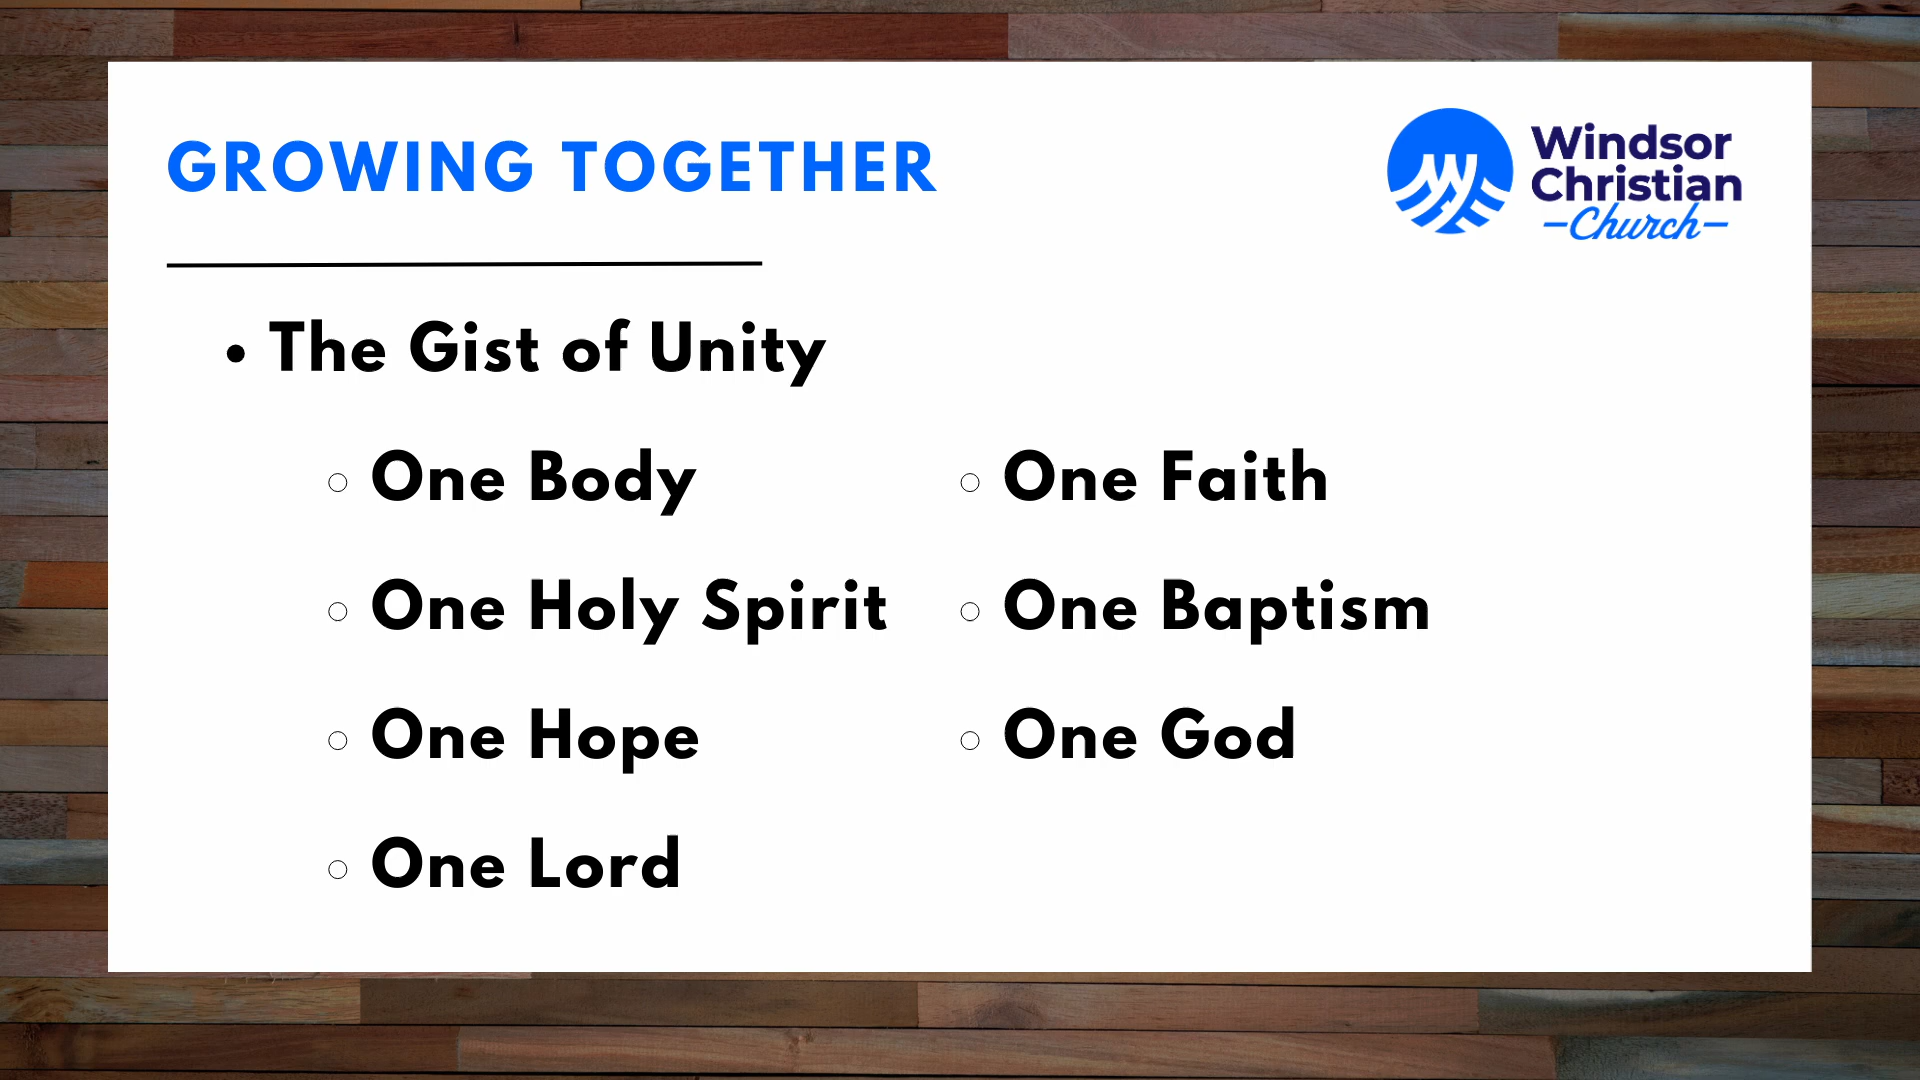 GROWING TOGETHER
Windsor
Christian
-Church-
• The Gist of Unity
○ One Body
○ One Holy Spirit
○ One Hope
○ One Lord
○ One Faith
○ One Baptism
○ One God